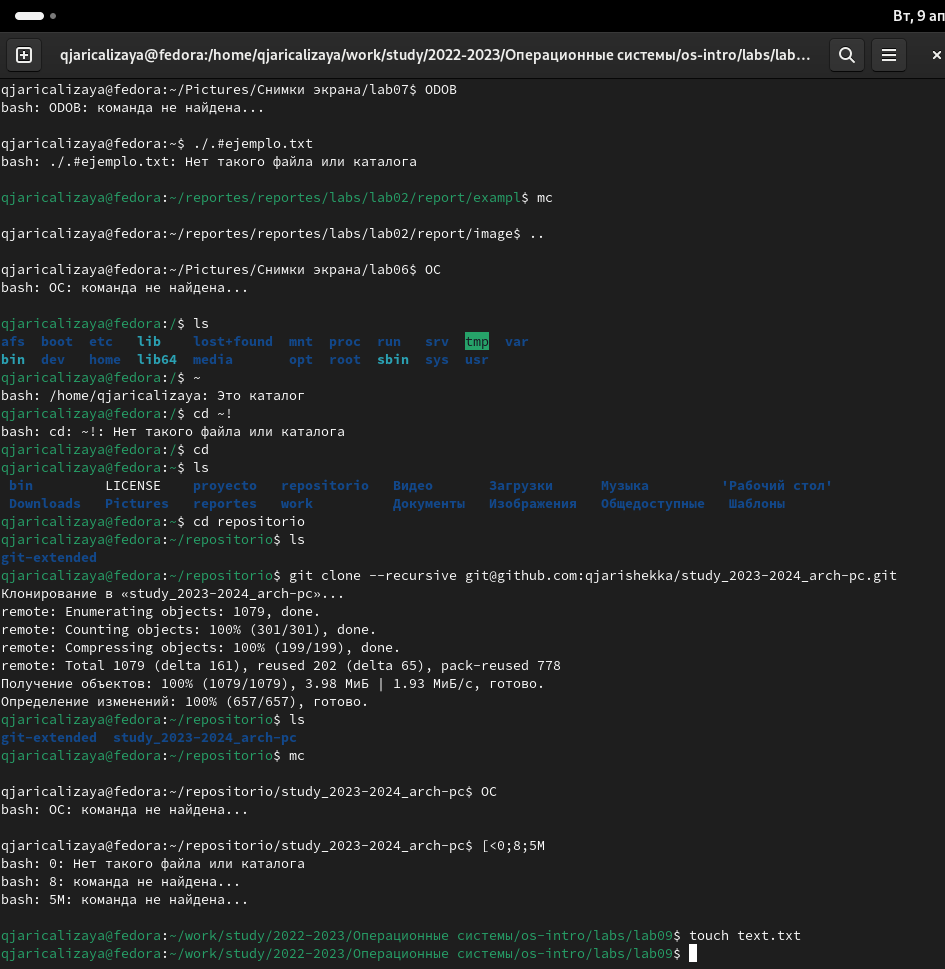 Вт, 9 ап
qjaricalizaya@fedora:/home/qjaricalizaya/work/study/2022-2023/Операционные системы/os-intro/labs/lab...
qjaricalizaya@fedora:~/Pictures/Снимки экрана/lab07$ ODOB
bash: ODOB: команда не найдена...
qjaricalizaya@fedora:~$ ./.#ejemplo.txt
bash: ./.#ejemplo.txt: Нет такого файла или каталога
qjaricalizaya@fedora:~/reportes/reportes/labs/lab02/report/exampl$ mc
qjaricalizaya@fedora:~/reportes/reportes/labs/lab02/report/image$ ..
qjaricalizaya@fedora:~/Pictures/Снимки экрана/lab06$ OC
bash: OC: команда не найдена...
qjaricalizaya@fedora:/$ ls
afs  boot  etc   lib    lost+found  mnt  proc  run   srv  tmp  var
bin  dev   home  lib64  media       opt  root  sbin  sys  usr
qjaricalizaya@fedora:/$ ~
bash: /home/qjaricalizaya: Это каталог
qjaricalizaya@fedora:/$ cd ~!
bash: cd: ~!: Нет такого файла или каталога
qjaricalizaya@fedora:/$ cd
qjaricalizaya@fedora:~$ ls
bin         LICENSE    proyecto   repositorio   Видео       Загрузки      Музыка         'Рабочий стол'
Downloads   Pictures   reportes   work          Документы   Изображения   Общедоступные   Шаблоны
qjaricalizaya@fedora:~$ cd repositorio
qjaricalizaya@fedora:~/repositorio$ ls
git-extended
qjaricalizaya@fedora:~/repositorio$ git clone --recursive git@github.com:qjarishekka/study_2023-2024_arch-pc.git
Клонирование в «study_2023-2024_arch-pc»...
remote: Enumerating objects: 1079, done.
remote: Counting objects: 100% (301/301), done.
remote: Compressing objects: 100% (199/199), done.
remote: Total 1079 (delta 161), reused 202 (delta 65), pack-reused 778
Получение объектов: 100% (1079/1079), 3.98 МиБ | 1.93 МиБ/с, готово.
Определение изменений: 100% (657/657), готово.
qjaricalizaya@fedora:~/repositorio$ ls
git-extended  study_2023-2024_arch-pc
qjaricalizaya@fedora:~/repositorio$ mc
qjaricalizaya@fedora:~/repositorio/study_2023-2024_arch-pc$ OC
bash: OC: команда не найдена...
qjaricalizaya@fedora:~/repositorio/study_2023-2024_arch-pc$ [<0;8;5M
bash: 0: Нет такого файла или каталога
bash: 8: команда не найдена...
bash: 5M: команда не найдена...
qjaricalizaya@fedora:~/work/study/2022-2023/Операционные системы/os-intro/labs/lab09$ touch text.txt
qjaricalizaya@fedora:~/work/study/2022-2023/Операционные системы/os-intro/labs/lab09$